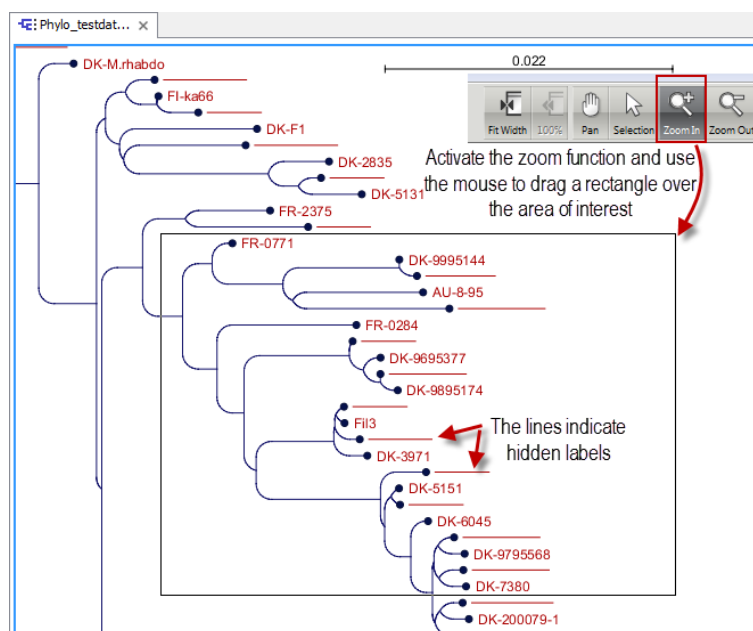 Phylo_testdat... ×
DK-M.rhabdo
0.022
FI-ka66
Fit Width
100%
Pan
Selection
Zoom In
Zoom Out
DK-F1
Activate the zoom function and use
the mouse to drag a rectangle over
the area of interest
DK-2835
DK-5131
FR-2375
FR-0771
DK-9995144
AU-8-95
FR-0284
DK-9695377
DK-9895174
Fil3
The lines indicate
hidden labels
DK-3971
DK-5151
DK-6045
DK-9795568
DK-7380
DK-200079-1